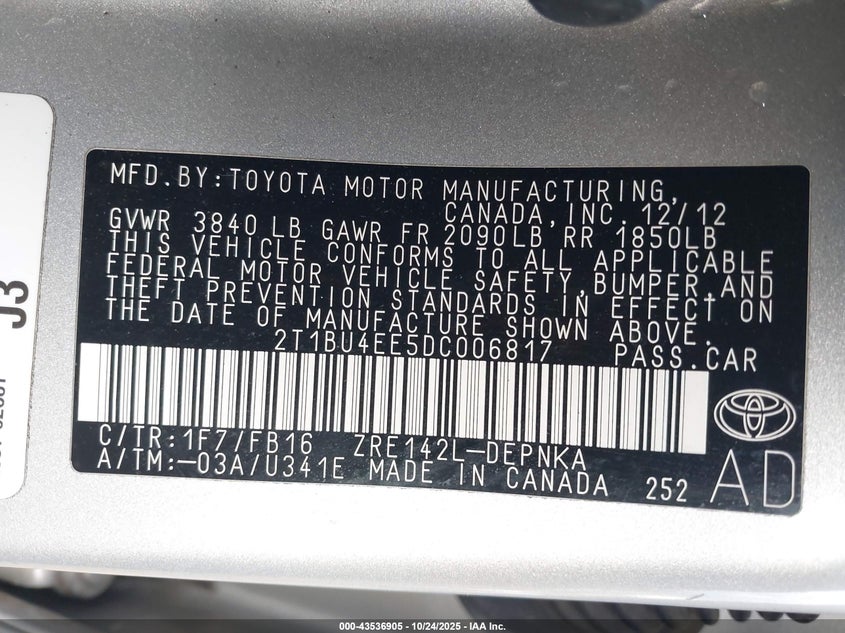 MFD.BY:TOYOTA MOTOR MANUFACTURING,
CANADA,INC. 12/12
GVWR 3840 LB GAWR FR 2090LB RR 1850LB
THIS VEHICLE CONFORMS TO ALL APPLICABLE
FEDERAL MOTOR VEHICLE SAFETY,BUMPER,AND
THEFT PREVENTION STANDARDS IN EFFECT ON
THE DATE OF MANUFACTURE SHOWN ABOVE.
2T1BU4EE5DC006817 PASS.CAR
C/TR:1F7/FB16 ZRE142L-DEPNKA
A/TM:-03A/U341E MADE IN CANADA 252
AD
J3
000-43536905 - 10/24/2025 - IAA Inc.